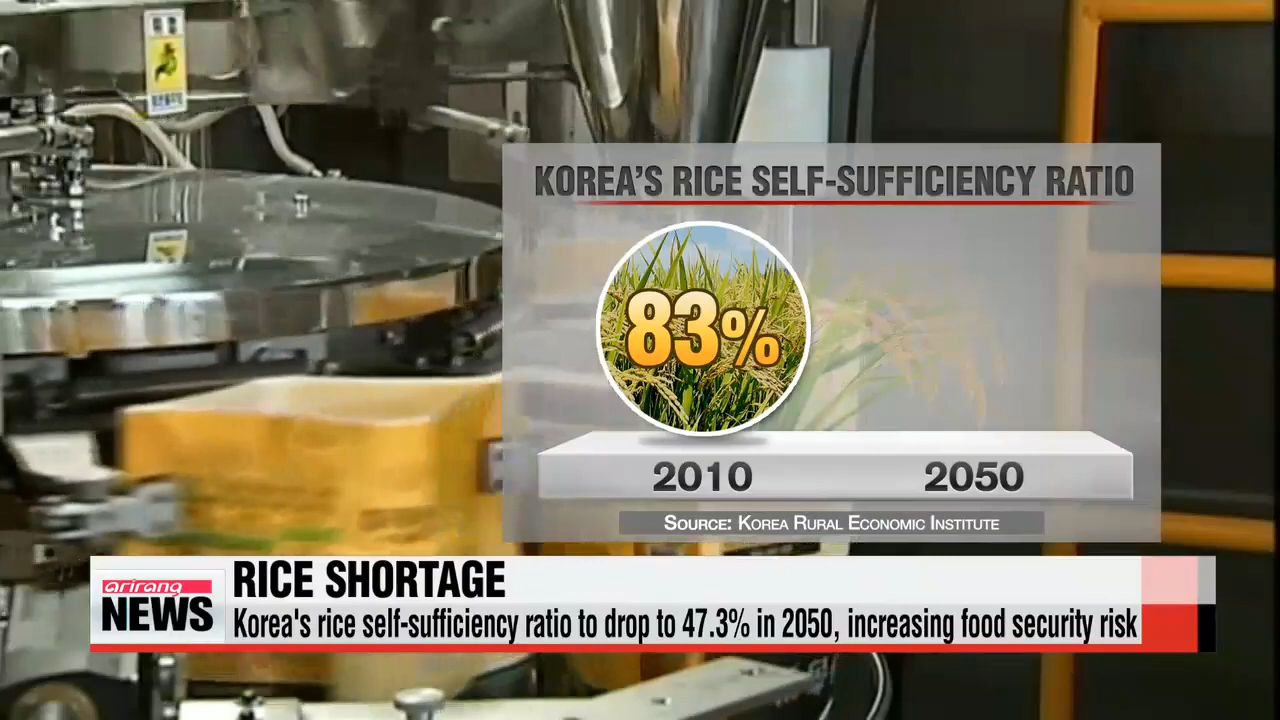 KOREA'S RICE SELF-SUFFICIENCY RATIO
83%
2010 2050
SOURCE: KOREA RURAL ECONOMIC INSTITUTE
arirang
NEWS
RICE SHORTAGE
Korea's rice self-sufficiency ratio to drop to 47.3% in 2050, increasing food security risk